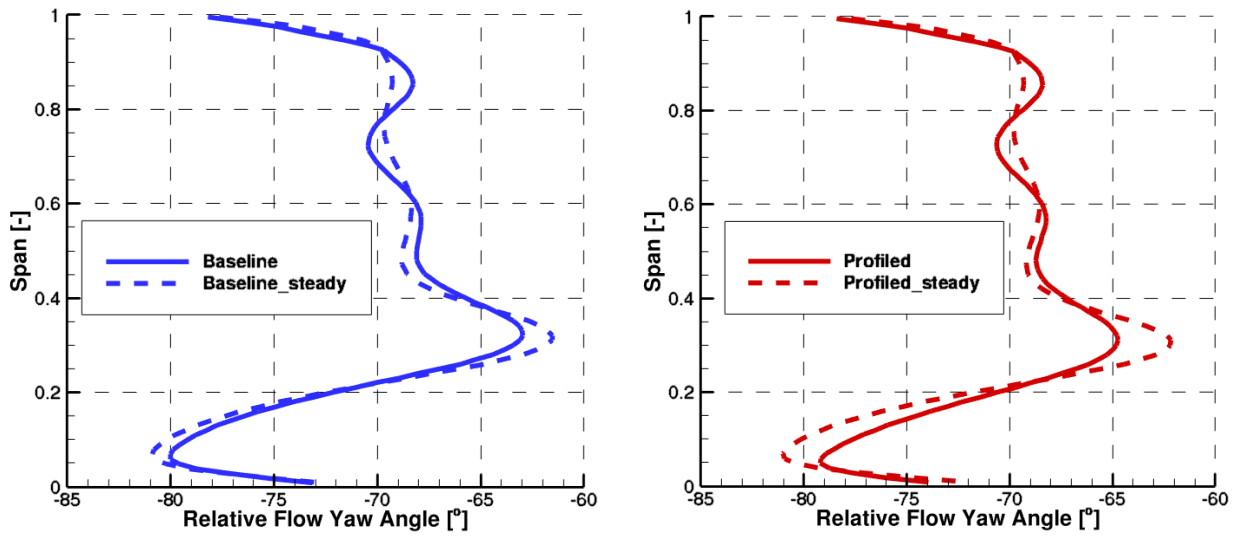 1
0.8
0.6
0.4
0.2
0
Span [-]
Baseline
Baseline_steady
-85 -80 -75 -70 -65 -60
Relative Flow Yaw Angle [º]
1
0.8
0.6
0.4
0.2
0
Span [-]
Profiled
Profiled_steady
-85 -80 -75 -70 -65 -60
Relative Flow Yaw Angle [º]